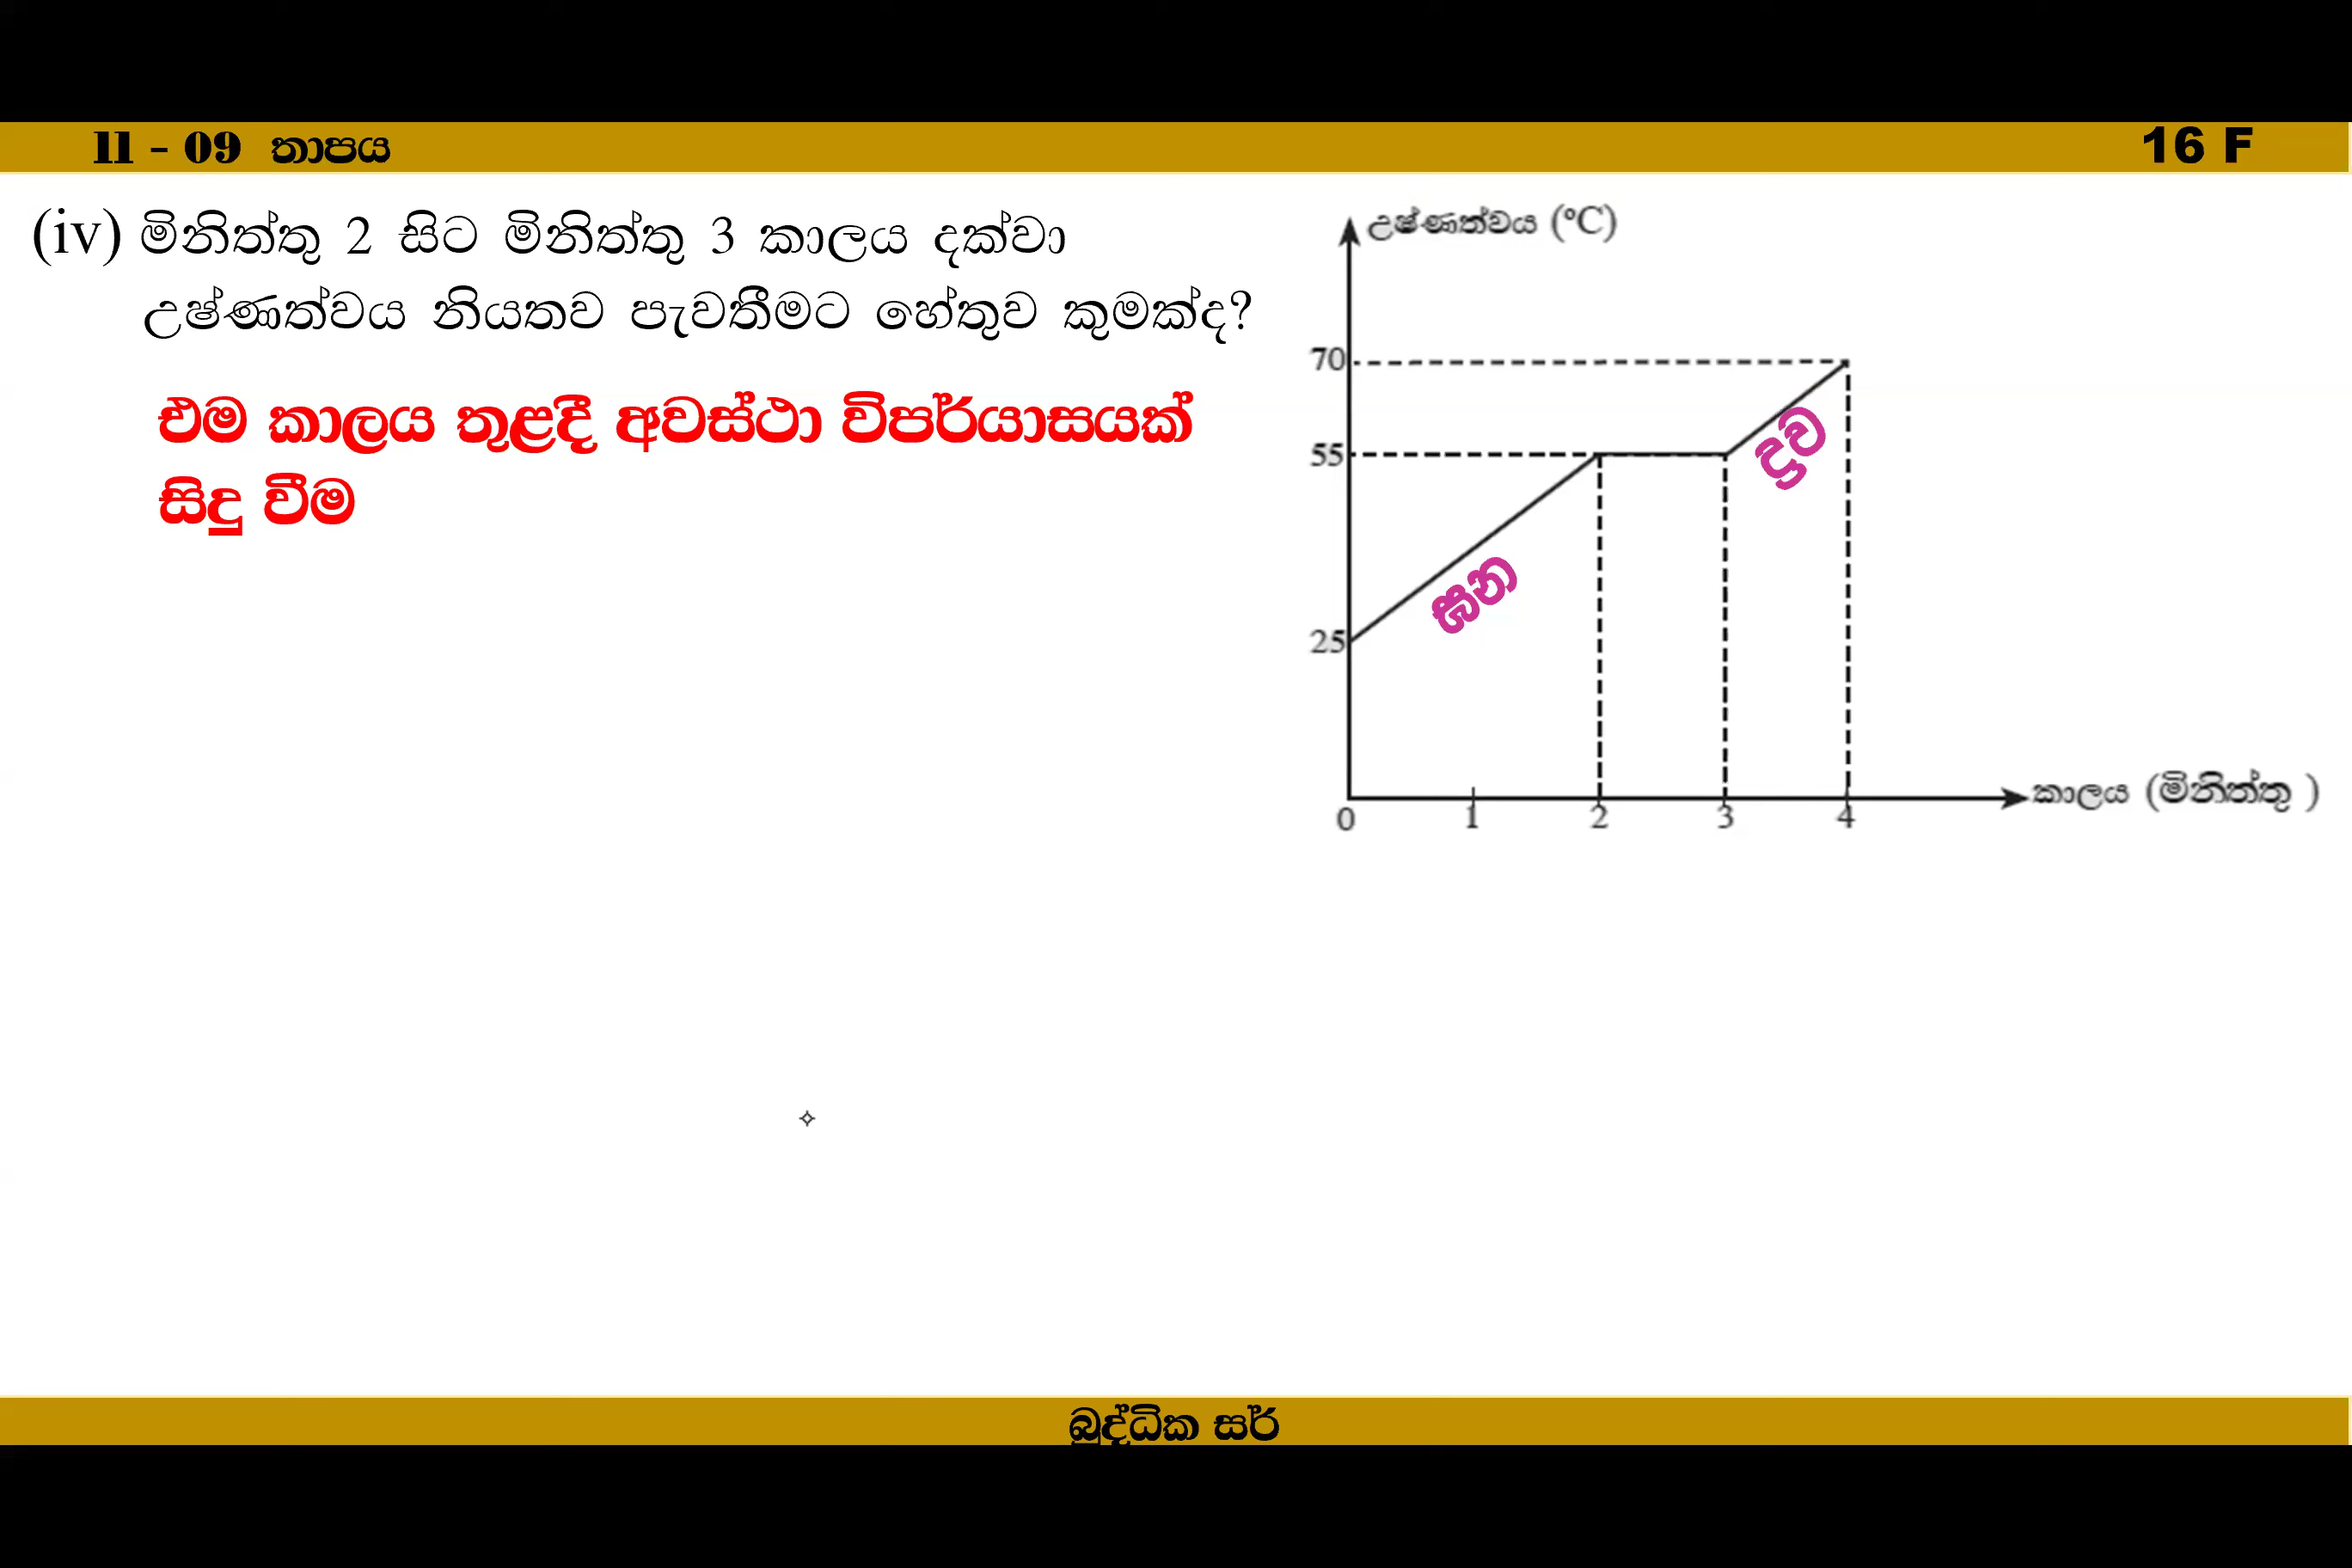 11 - 09 තාපය
16 F
(iv) මිනිත්තු 2 සිට මිනිත්තු 3 කාලය දක්වා
උෂ්ණත්වය නියතව පැවතීමට හේතුව කුමක්ද?
එම කාලය තුළදී අවස්ථා විපර්යාසයක්
සිදු වීම
උෂ්ණත්වය (°C)
70
55
25
ඝන
ද්‍රව
0 1 2 3 4
කාලය (මිනිත්තු )
බුද්ධික සර්